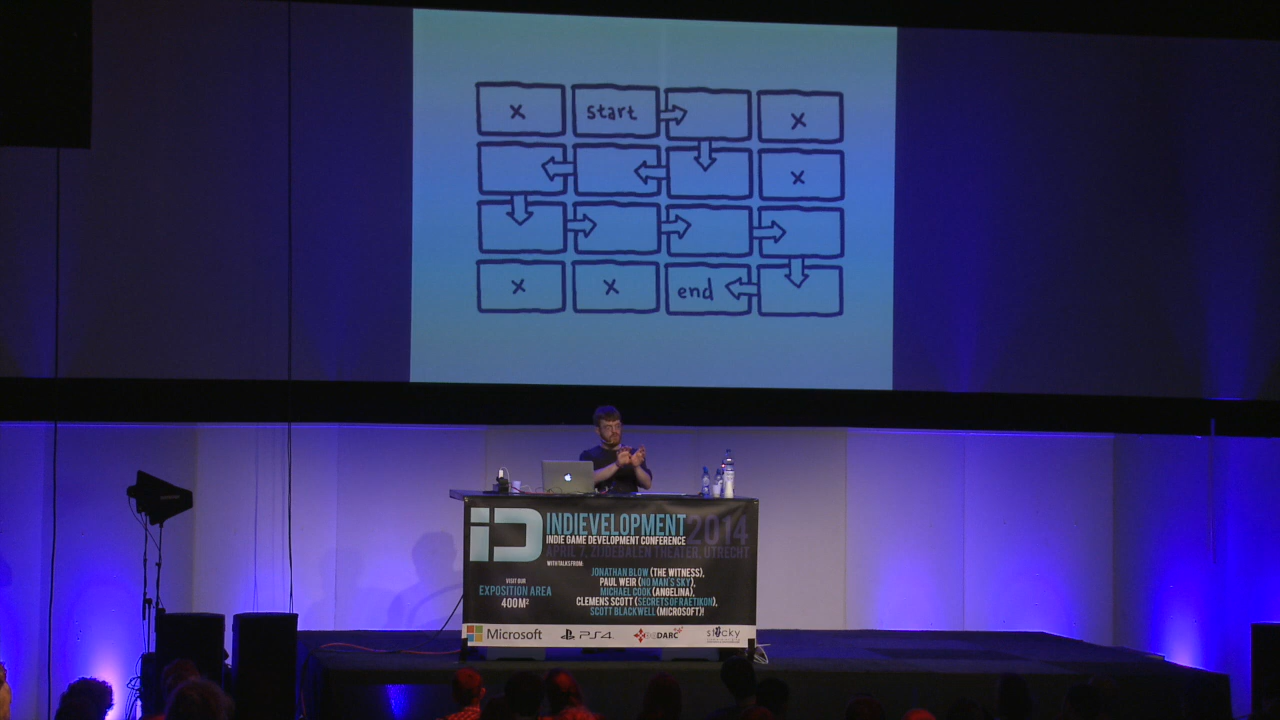 x start x
x
x x end
iD INDIEVELOPMENT 2014
INDIE GAME DEVELOPMENT CONFERENCE
APRIL 7, ZIJDEBALEN THEATER, UTRECHT
WITH TALKS FROM:
JONATHAN BLOW (THE WITNESS),
PAUL WEIR (NO MAN'S SKY),
MICHAEL COOK (ANGELINA),
CLEMENS SCOTT (SECRETS OF RAETIKON),
SCOTT BLACKWELL (MICROSOFT)!
VISIT OUR
EXPOSITION AREA
400M²
Microsoft PS4 sticky